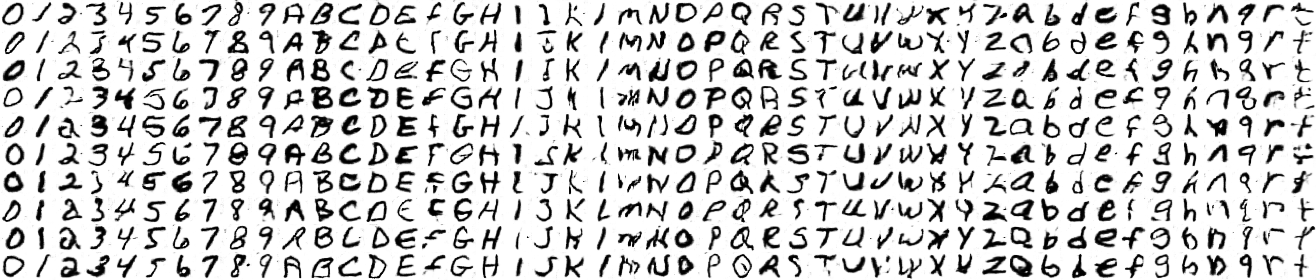 0 1 2 3 4 5 6 7 8 9 A B C D E f G H I J K l m N O P Q R S T U V W X Y Z a b d e f g h n q r t
0 1 2 3 4 5 6 7 8 9 A B C D E F G H I J K l m N O P Q R S T U V W X Y Z a b d e f g h n q r t
0 1 2 3 4 5 6 7 8 9 A B C D E F G H I J K l m N O P Q R S T U V W X Y Z a b d e f g h n q r t
0 1 2 3 4 5 6 7 8 9 A B C D E f G H I J K l m N O P Q R S T U V W X Y Z a b d e f g h n q r t
0 1 2 3 4 5 6 7 8 9 A B C D E f G H I J K l m N O P Q R S T U V W X Y Z a b d e f g h n q r t
0 1 2 3 4 5 6 7 8 9 A B C D E F G H I J K l m N O P Q R S T U V W X Y Z a b d e f g h n q r t
0 1 2 3 4 5 6 7 8 9 A B C D E F G H I J K l m N O P Q R S T U V W X Y Z a b d e f g h n q r t
0 1 2 3 4 5 6 7 8 9 A B C D E F G H I J K L m N O P Q R S T U V W X Y Z a b d e f g h n q r t
0 1 2 3 4 5 6 7 8 9 A B C D E F G H I J K l m N O P Q R S T U V W X Y Z a b d e f g h n q r t
0 1 2 3 4 5 6 7 8 9 A B C D E f G H I J K l m N O P Q R S T U V W X Y Z a b d e f g h n q r t